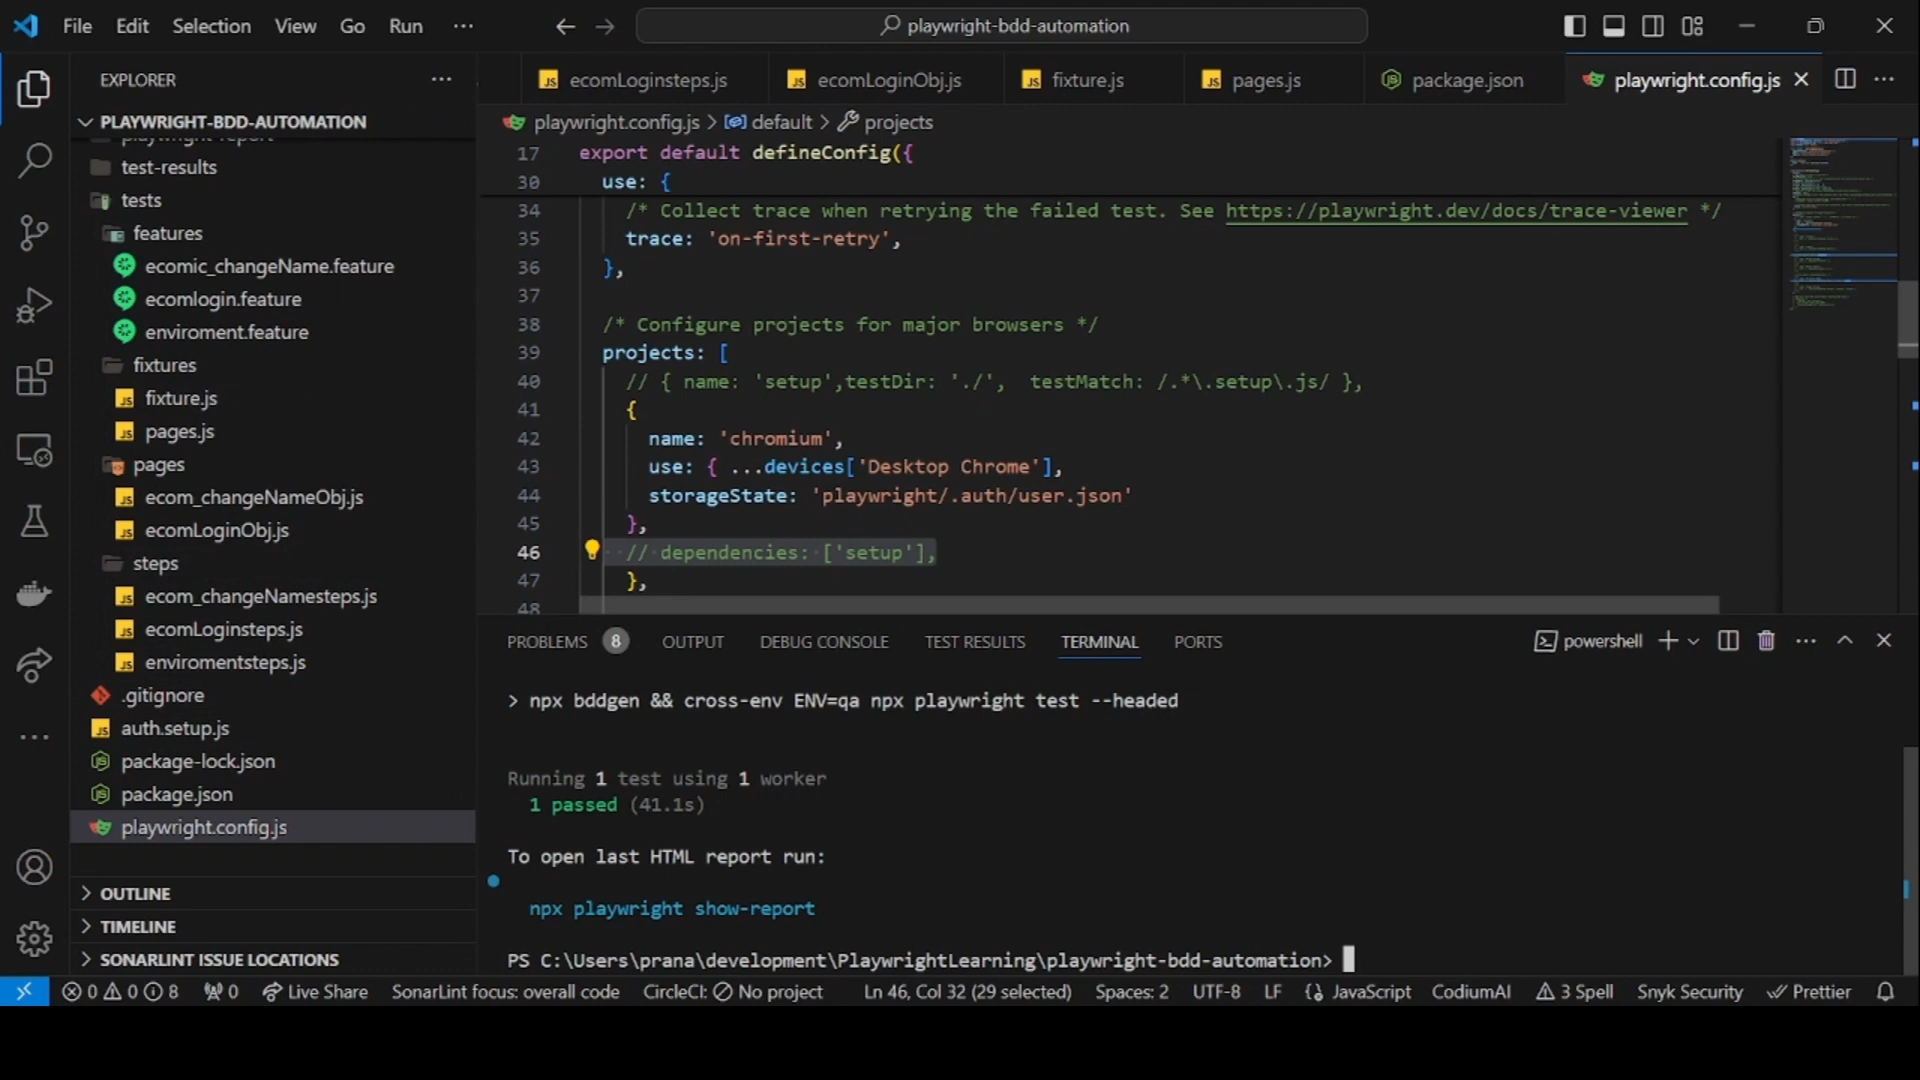 File Edit Selection View Go Run ···
playwright-bdd-automation
EXPLORER
PLAYWRIGHT-BDD-AUTOMATION
playwright-report
test-results
tests
features
ecomic_changeName.feature
ecomlogin.feature
enviroment.feature
fixtures
fixture.js
pages.js
pages
ecom_changeNameObj.js
ecomLoginObj.js
steps
ecom_changeNamesteps.js
ecomLoginsteps.js
enviromentsteps.js
.gitignore
auth.setup.js
package-lock.json
package.json
playwright.config.js
OUTLINE
TIMELINE
SONARLINT ISSUE LOCATIONS
ecomLoginsteps.js ecomLoginObj.js fixture.js pages.js package.json playwright.config.js
playwright.config.js > default > projects
17 export default defineConfig({
30 use: {
34 /* Collect trace when retrying the failed test. See https://playwright.dev/docs/trace-viewer */
35 trace: 'on-first-retry',
36 },
37
38 /* Configure projects for major browsers */
39 projects: [
40 // { name: 'setup',testDir: './', testMatch: /.*\.setup\.js/ },
41 {
42 name: 'chromium',
43 use: { ...devices['Desktop Chrome'],
44 storageState: 'playwright/.auth/user.json'
45 },
46 // dependencies: ['setup'],
47 },
48
PROBLEMS 8 OUTPUT DEBUG CONSOLE TEST RESULTS TERMINAL PORTS
powershell
> npx bddgen && cross-env ENV=qa npx playwright test --headed
Running 1 test using 1 worker
1 passed (41.1s)
To open last HTML report run:
npx playwright show-report
PS C:\Users\prana\development\PlaywrightLearning\playwright-bdd-automation>
0 0 8 0 Live Share SonarLint focus: overall code CircleCI: No project Ln 46, Col 32 (29 selected) Spaces: 2 UTF-8 LF {} JavaScript CodiumAI 3 Spell Snyk Security Prettier